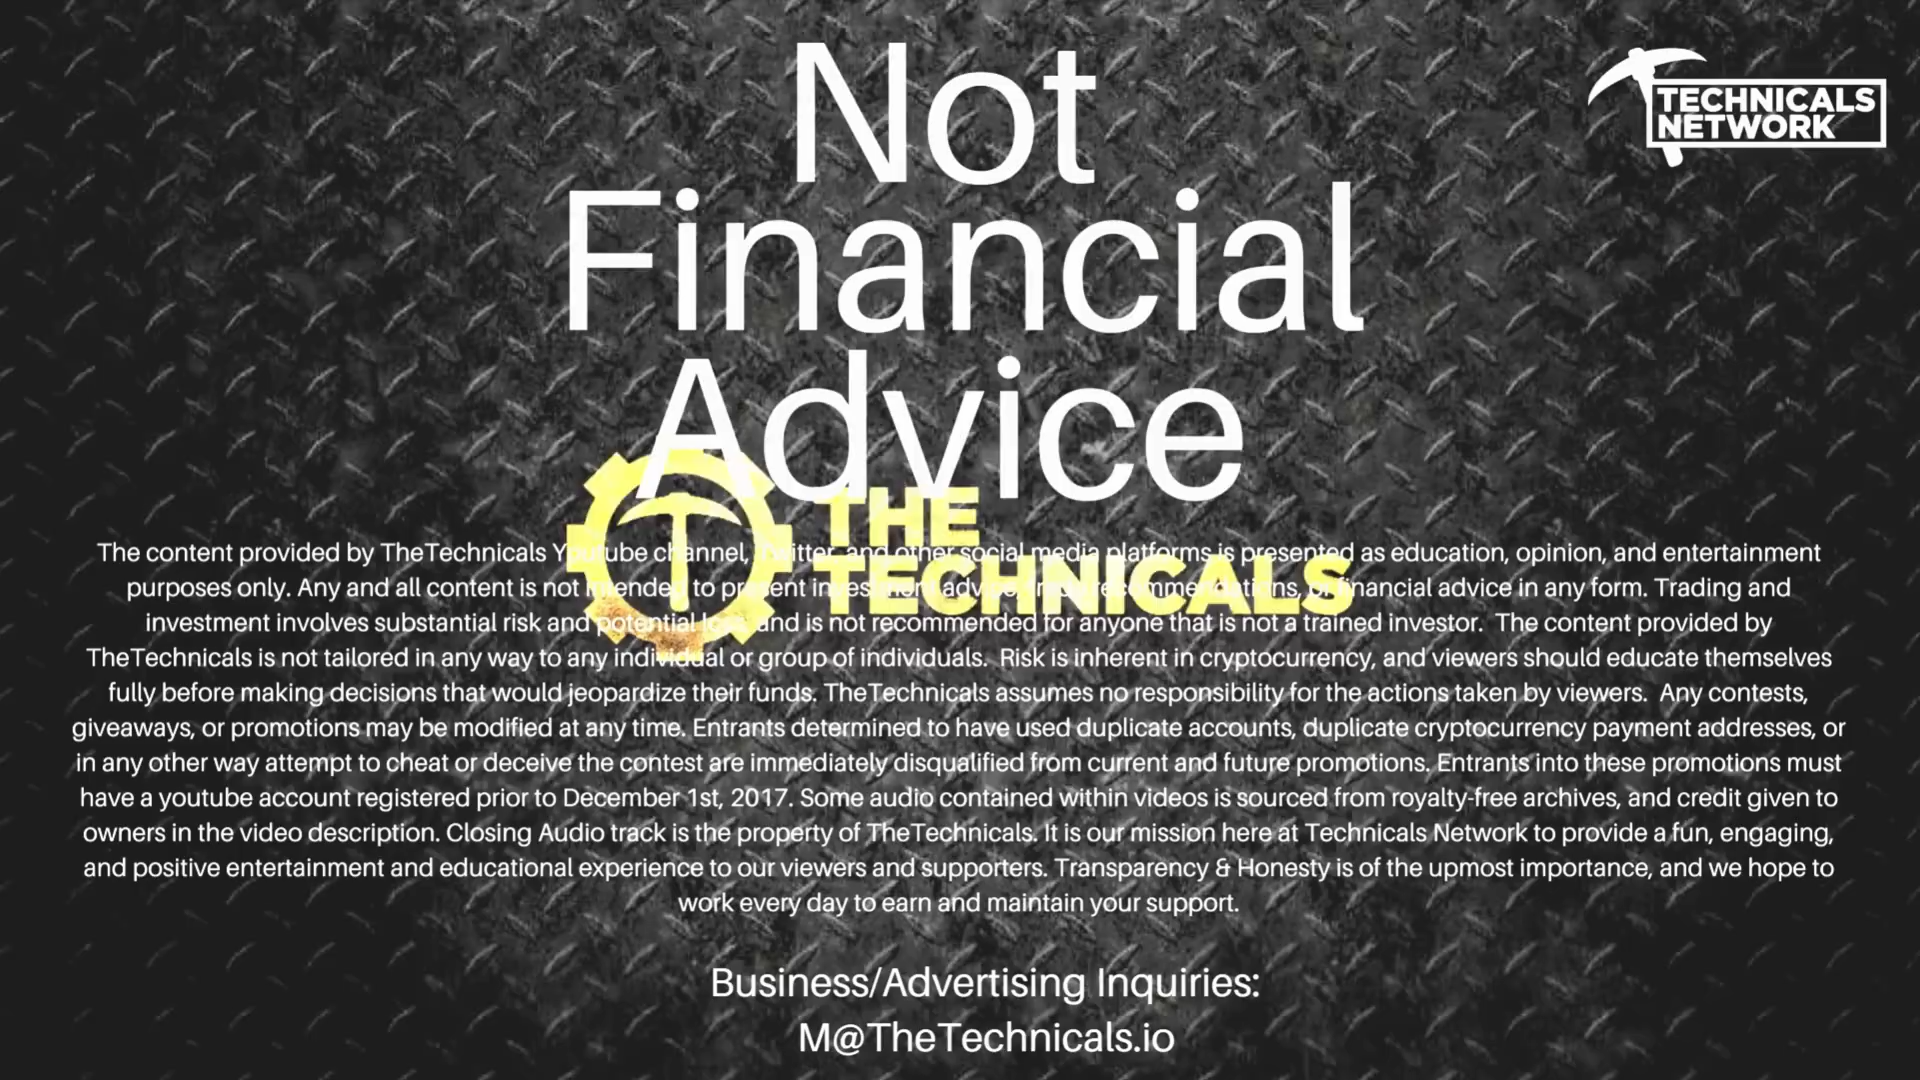 Not
Financial
Advice
TECHNICALS
NETWORK
THE
TECHNICALS
The content provided by TheTechnicals Youtube channel, Twitter, and other social media platforms is presented as education, opinion, and entertainment
purposes only. Any and all content is not intended to present investment advice, trade recommendations, or financial advice in any form. Trading and
investment involves substantial risk and potential loss, and is not recommended for anyone that is not a trained investor. The content provided by
TheTechnicals is not tailored in any way to any individual or group of individuals. Risk is inherent in cryptocurrency, and viewers should educate themselves
fully before making decisions that would jeopardize their funds. TheTechnicals assumes no responsibility for the actions taken by viewers. Any contests,
giveaways, or promotions may be modified at any time. Entrants determined to have used duplicate accounts, duplicate cryptocurrency payment addresses, or
in any other way attempt to cheat or deceive the contest are immediately disqualified from current and future promotions. Entrants into these promotions must
have a youtube account registered prior to December 1st, 2017. Some audio contained within videos is sourced from royalty-free archives, and credit given to
owners in the video description. Closing Audio track is the property of TheTechnicals. It is our mission here at Technicals Network to provide a fun, engaging,
and positive entertainment and educational experience to our viewers and supporters. Transparency & Honesty is of the upmost importance, and we hope to
work every day to earn and maintain your support.
Business/Advertising Inquiries:
M@TheTechnicals.io